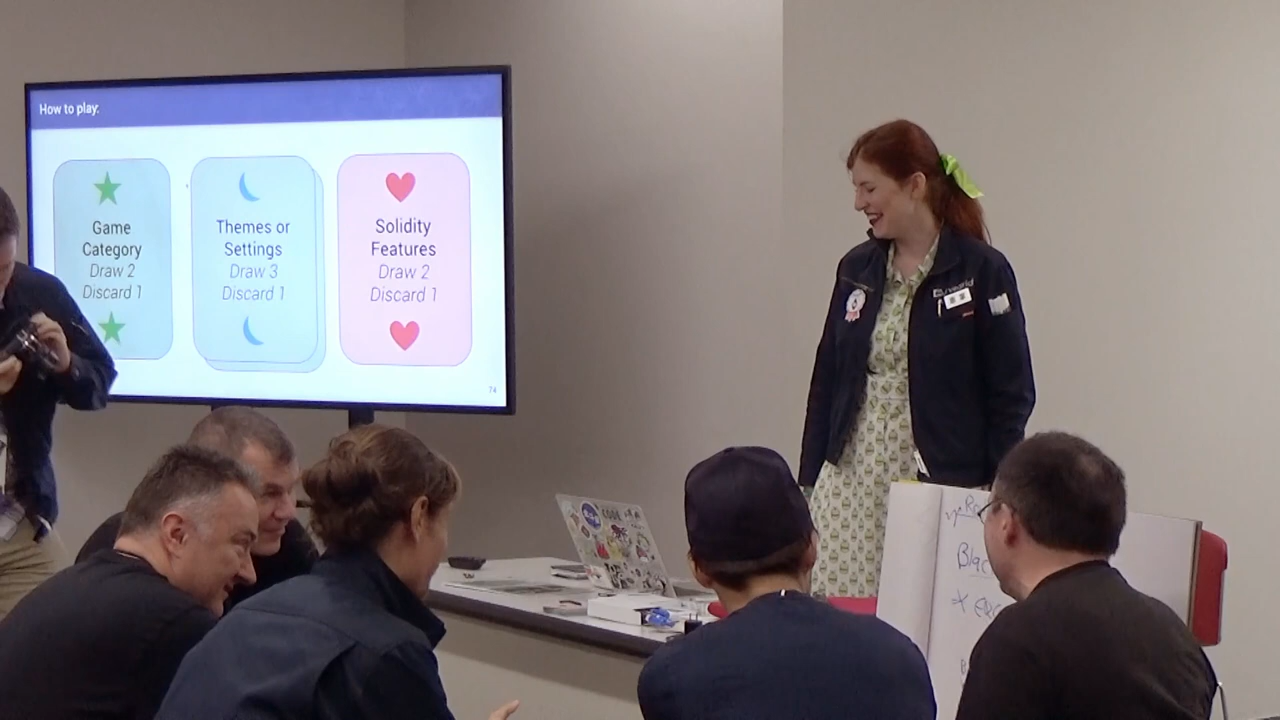 How to play:
Game
Category
Draw 2
Discard 1
Themes or
Settings
Draw 3
Discard 1
Solidity
Features
Draw 2
Discard 1
74